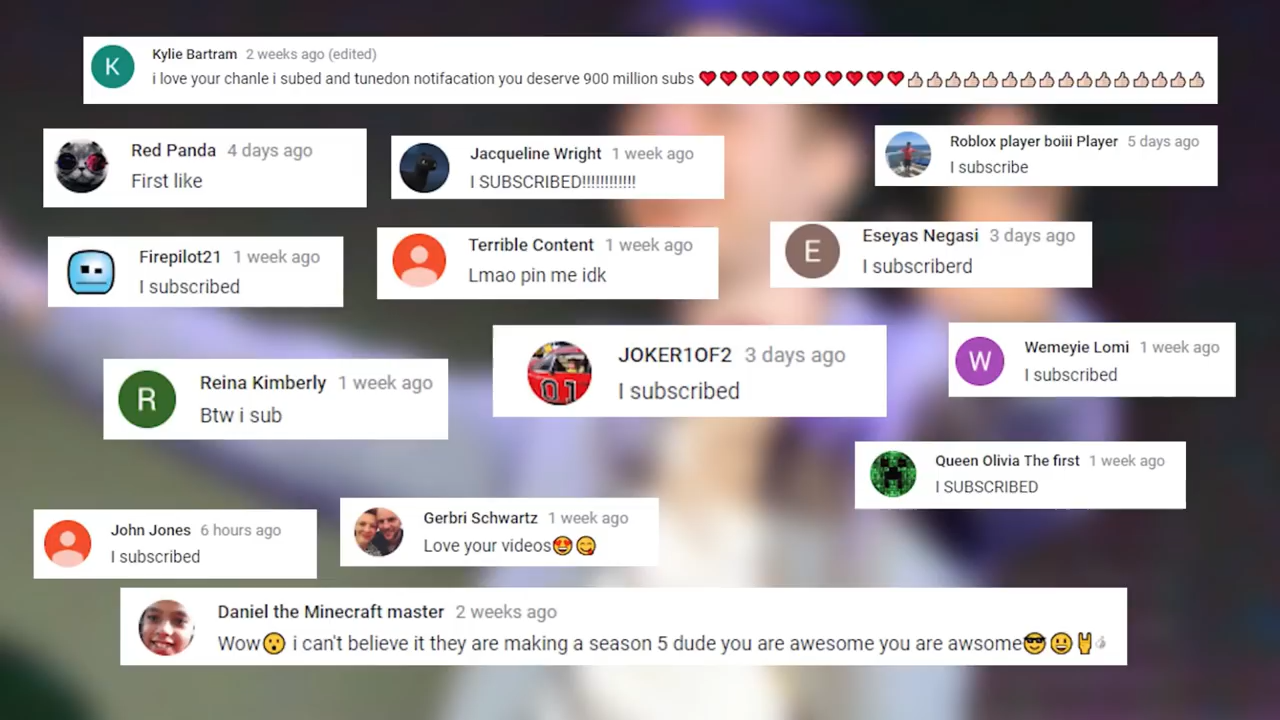 Kylie Bartram 2 weeks ago (edited)
i love your chanle i subed and tunedon notifacation you deserve 900 million subs ❤❤❤❤❤❤❤❤❤❤👍🏻👍🏻👍🏻👍🏻👍🏻👍🏻👍🏻👍🏻👍🏻👍🏻👍🏻👍🏻👍🏻👍🏻👍🏻👍🏻
Red Panda 4 days ago
First like
Jacqueline Wright 1 week ago
I SUBSCRIBED!!!!!!!!!!!!
Roblox player boiii Player 5 days ago
I subscribe
Firepilot21 1 week ago
I subscribed
Terrible Content 1 week ago
Lmao pin me idk
E
Eseyas Negasi 3 days ago
I subscriberd
R
Reina Kimberly 1 week ago
Btw i sub
01
JOKER1OF2 3 days ago
I subscribed
W
Wemeyie Lomi 1 week ago
I subscribed
Queen Olivia The first 1 week ago
I SUBSCRIBED
John Jones 6 hours ago
I subscribed
Gerbri Schwartz 1 week ago
Love your videos😍😋
Daniel the Minecraft master 2 weeks ago
Wow😮 i can't believe it they are making a season 5 dude you are awesome you are awsome😎😃🤘
K